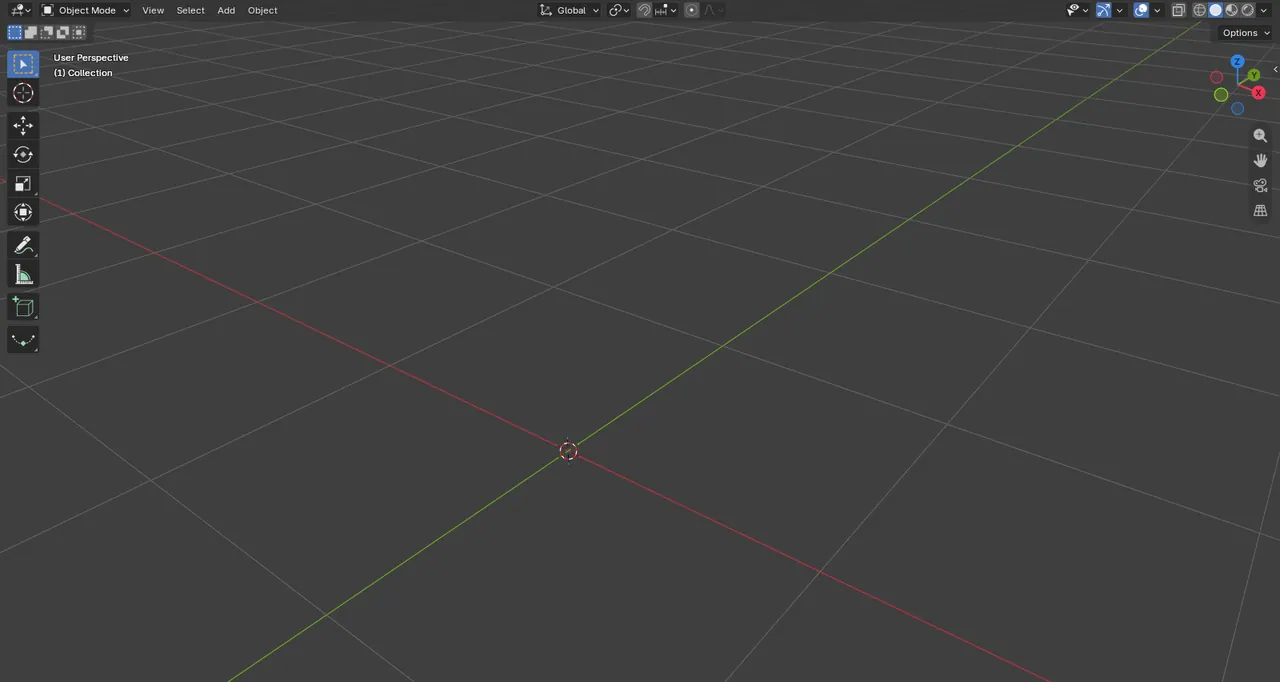 Object Mode View Select Add Object Global
Options
User Perspective
(1) Collection
Z
Y
X